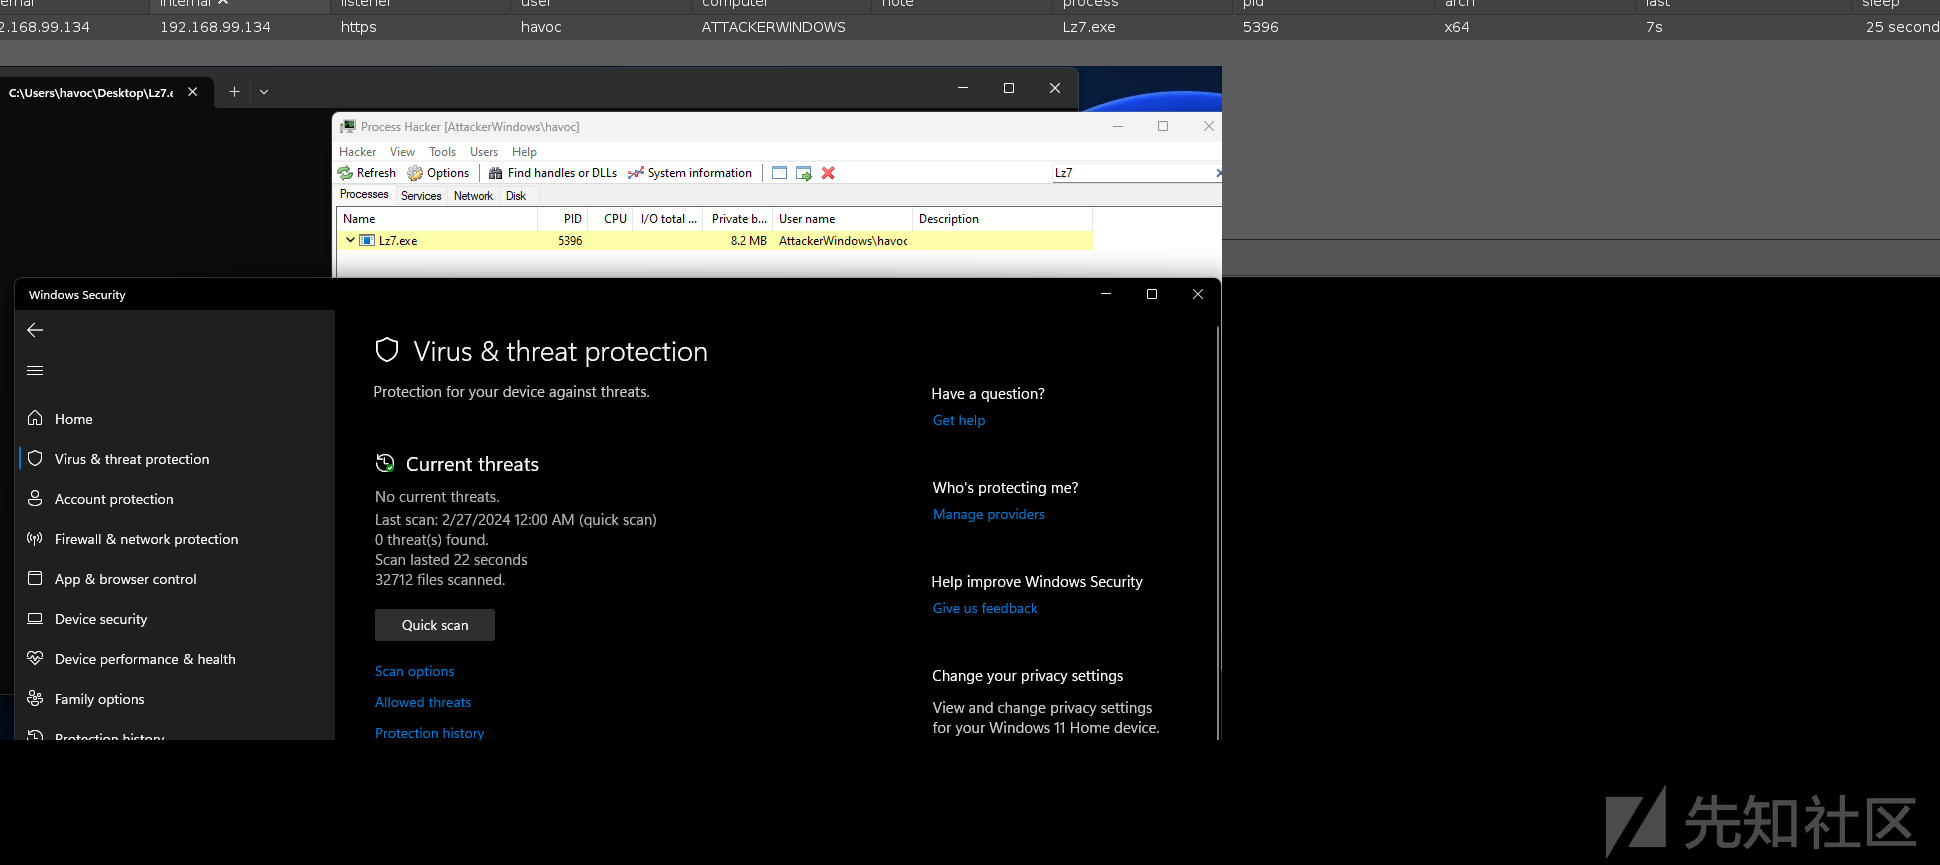 internal listener user computer note process pid arch last sleep
192.168.99.134 https havoc ATTACKERWINDOWS Lz7.exe 5396 x64 7s
C:\Users\havoc\Desktop\Lz7.e
Process Hacker [AttackerWindows\havoc]
Hacker View Tools Users Help
Refresh Options Find handles or DLLs System information Lz7
Processes Services Network Disk
Name PID CPU I/O total ... Private b... User name Description
Lz7.exe 5396 8.2 MB AttackerWindows\havoc
Windows Security
Home
Virus & threat protection
Account protection
Firewall & network protection
App & browser control
Device security
Device performance & health
Family options
Protection history
Virus & threat protection
Protection for your device against threats.
Current threats
No current threats.
Last scan: 2/27/2024 12:00 AM (quick scan)
0 threat(s) found.
Scan lasted 22 seconds
32712 files scanned.
Quick scan
Scan options
Allowed threats
Protection history
Have a question?
Get help
Who's protecting me?
Manage providers
Help improve Windows Security
Give us feedback
Change your privacy settings
View and change privacy settings
for your Windows 11 Home device.
先知社区